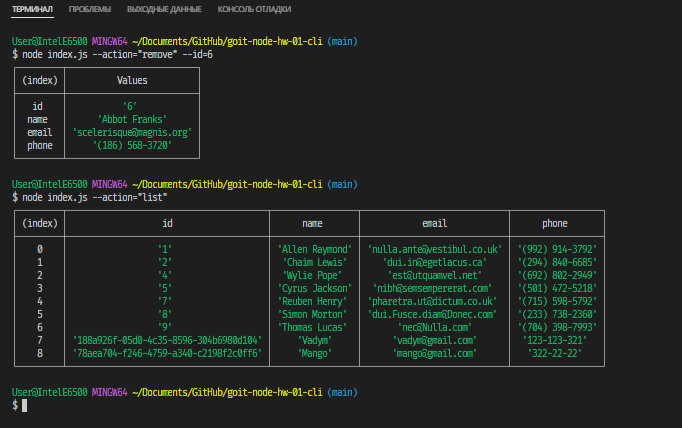 ТЕРМИНАЛ ПРОБЛЕМЫ ВЫХОДНЫЕ ДАННЫЕ КОНСОЛЬ ОТЛАДКИ
User@IntelE6500 MINGW64 ~/Documents/GitHub/goit-node-hw-01-cli (main)
$ node index.js --action="remove" --id=6
(index) Values
id '6'
name 'Abbot Franks'
email 'scelerisque@magnis.org'
phone '(186) 568-3720'
User@IntelE6500 MINGW64 ~/Documents/GitHub/goit-node-hw-01-cli (main)
$ node index.js --action="list"
(index) id name email phone
0 '1' 'Allen Raymond' 'nulla.ante@vestibul.co.uk' '(992) 914-3792'
1 '2' 'Chaim Lewis' 'dui.in@egetlacus.ca' '(294) 840-6685'
2 '4' 'Wylie Pope' 'est@utquamvel.net' '(692) 802-2949'
3 '5' 'Cyrus Jackson' 'nibh@semsempererat.com' '(501) 472-5218'
4 '7' 'Reuben Henry' 'pharetra.ut@dictum.co.uk' '(715) 598-5792'
5 '8' 'Simon Morton' 'dui.Fusce.diam@Donec.com' '(233) 738-2360'
6 '9' 'Thomas Lucas' 'nec@Nulla.com' '(704) 398-7993'
7 '188a926f-05d0-4c35-8596-304b6980d104' 'Vadym' 'vadym@gmail.com' '123-123-321'
8 '78aea704-f246-4759-a340-c2198f2c0ff6' 'Mango' 'mango@gmail.com' '322-22-22'
User@IntelE6500 MINGW64 ~/Documents/GitHub/goit-node-hw-01-cli (main)
$